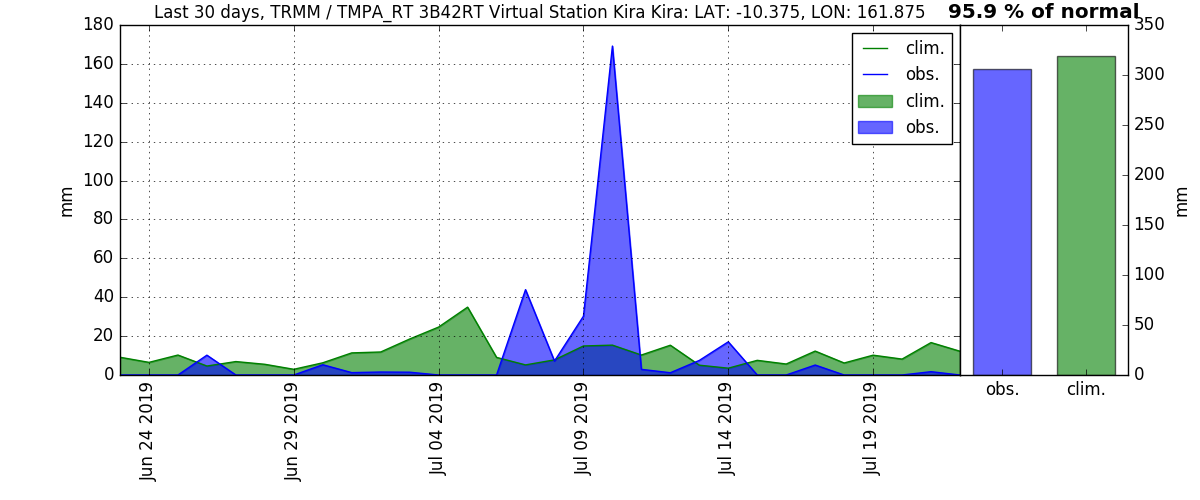 Last 30 days, TRMM / TMPA_RT 3B42RT Virtual Station Kira Kira: LAT: -10.375, LON: 161.875
95.9 % of normal
180
160
140
120
100
80
60
40
20
0
mm
clim.
obs.
clim.
obs.
Jun 24 2019
Jun 29 2019
Jul 04 2019
Jul 09 2019
Jul 14 2019
Jul 19 2019
350
300
250
200
150
100
50
0
mm
obs.
clim.